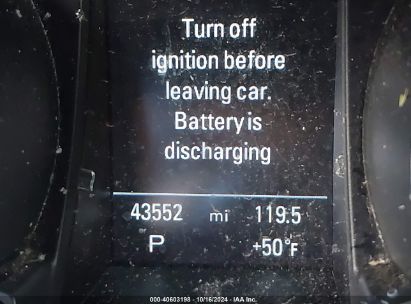 Turn off
ignition before
leaving car.
Battery is
discharging
43552 mi 119.5
P +50°F
000-40603198 - 10/16/2024 - IAA Inc.